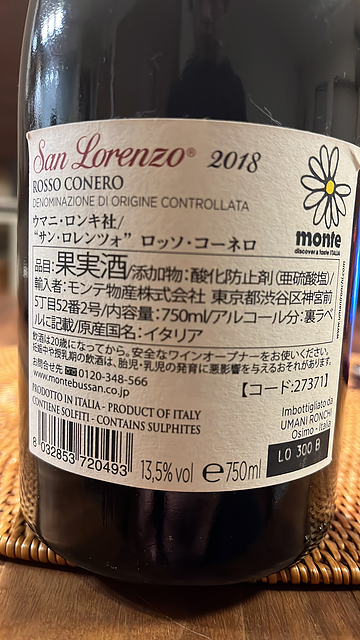 San Lorenzo® 2018
ROSSO CONERO
DENOMINAZIONE DI ORIGINE CONTROLLATA
ウマニ・ロンキ社/
“サン・ロレンツォ” ロッソ・コーネロ
monte
discover a taste ITALIA
品目:果実酒/添加物:酸化防止剤(亜硫酸塩)/
輸入者:モンテ物産株式会社 東京都渋谷区神宮前
5丁目52番2号/内容量:750ml/アルコール分:裏ラベ
ルに記載/原産国名:イタリア
飲酒は20歳になってから。安全なワインオープナーをお使いください。
妊娠中や授乳期の飲酒は、胎児・乳児の発育に悪影響を与えるおそれがあります。
お問合せ先 0120-348-566
www.montebussan.co.jp
【コード:27371】
PRODOTTO IN ITALIA - PRODUCT OF ITALY
CONTIENE SOLFITI - CONTAINS SULPHITES
8 032853 720493
13,5% vol ℮750ml
Imbottigliato da
UMANI RONCHI
Osimo - Italia
LO 300 B
www.umanironchi.com